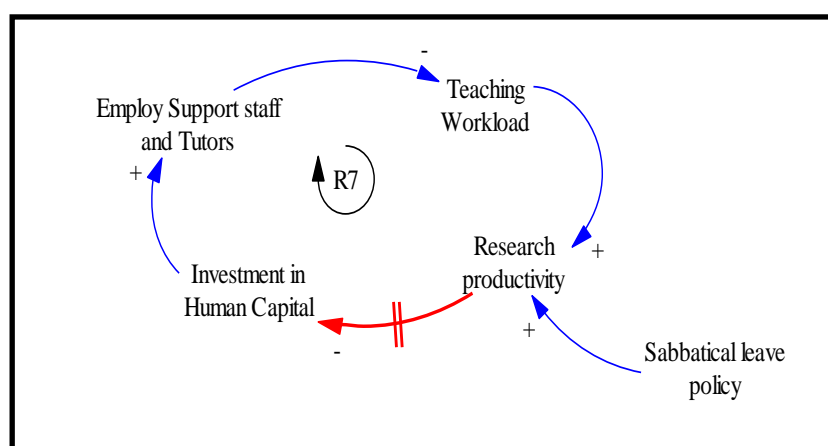 -
Employ Support staff
and Tutors
Teaching
Workload
+
R7
+
Research
productivity
Investment in
Human Capital
-
+
Sabbatical leave
policy